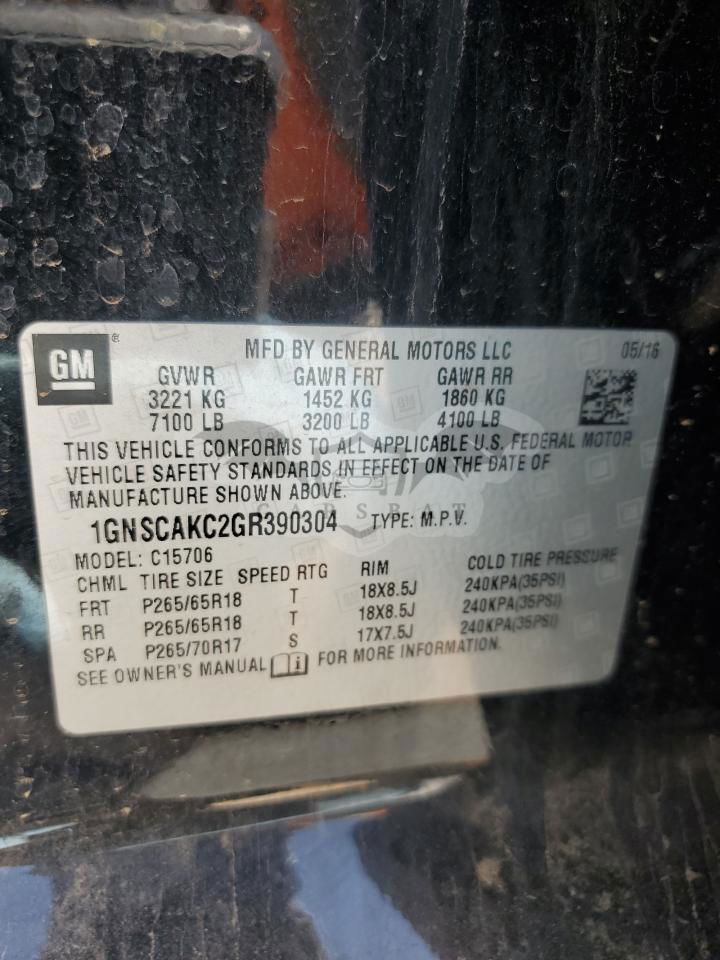 GM®
MFD BY GENERAL MOTORS LLC 05/16
GVWR GAWR FRT GAWR RR
3221 KG 1452 KG 1860 KG
7100 LB 3200 LB 4100 LB
THIS VEHICLE CONFORMS TO ALL APPLICABLE U.S. FEDERAL MOTOR
VEHICLE SAFETY STANDARDS IN EFFECT ON THE DATE OF
MANUFACTURE SHOWN ABOVE.
CARSBAT
1GNSCAKC2GR390304 TYPE: M.P.V.
MODEL: C15706
CHML TIRE SIZE SPEED RTG RIM COLD TIRE PRESSURE
FRT P265/65R18 T 18X8.5J 240KPA(35PSI)
RR P265/65R18 T 18X8.5J 240KPA(35PSI)
SPA P265/70R17 S 17X7.5J 240KPA(35PSI)
SEE OWNER'S MANUAL FOR MORE INFORMATION.